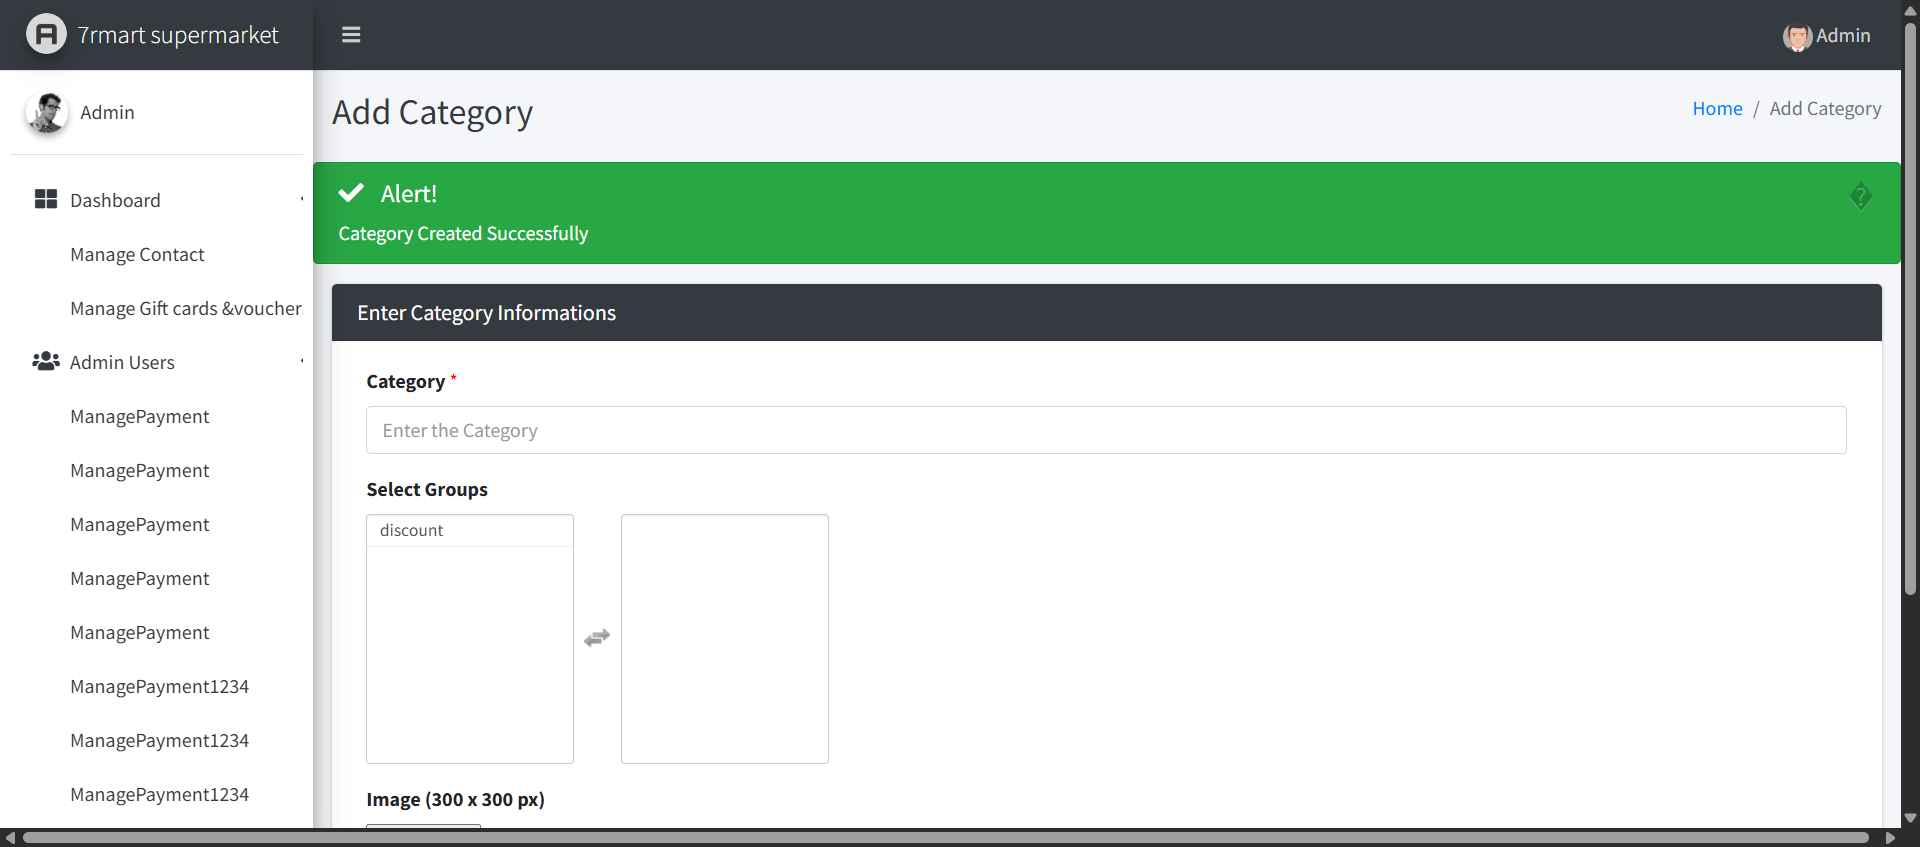 7rmart supermarket
Admin
Admin
Add Category
Home / Add Category
Alert!
Category Created Successfully
Dashboard
Manage Contact
Manage Gift cards &voucher
Admin Users
ManagePayment
ManagePayment
ManagePayment
ManagePayment
ManagePayment
ManagePayment1234
ManagePayment1234
ManagePayment1234
Enter Category Informations
Category *
Enter the Category
Select Groups
discount
Image (300 x 300 px)